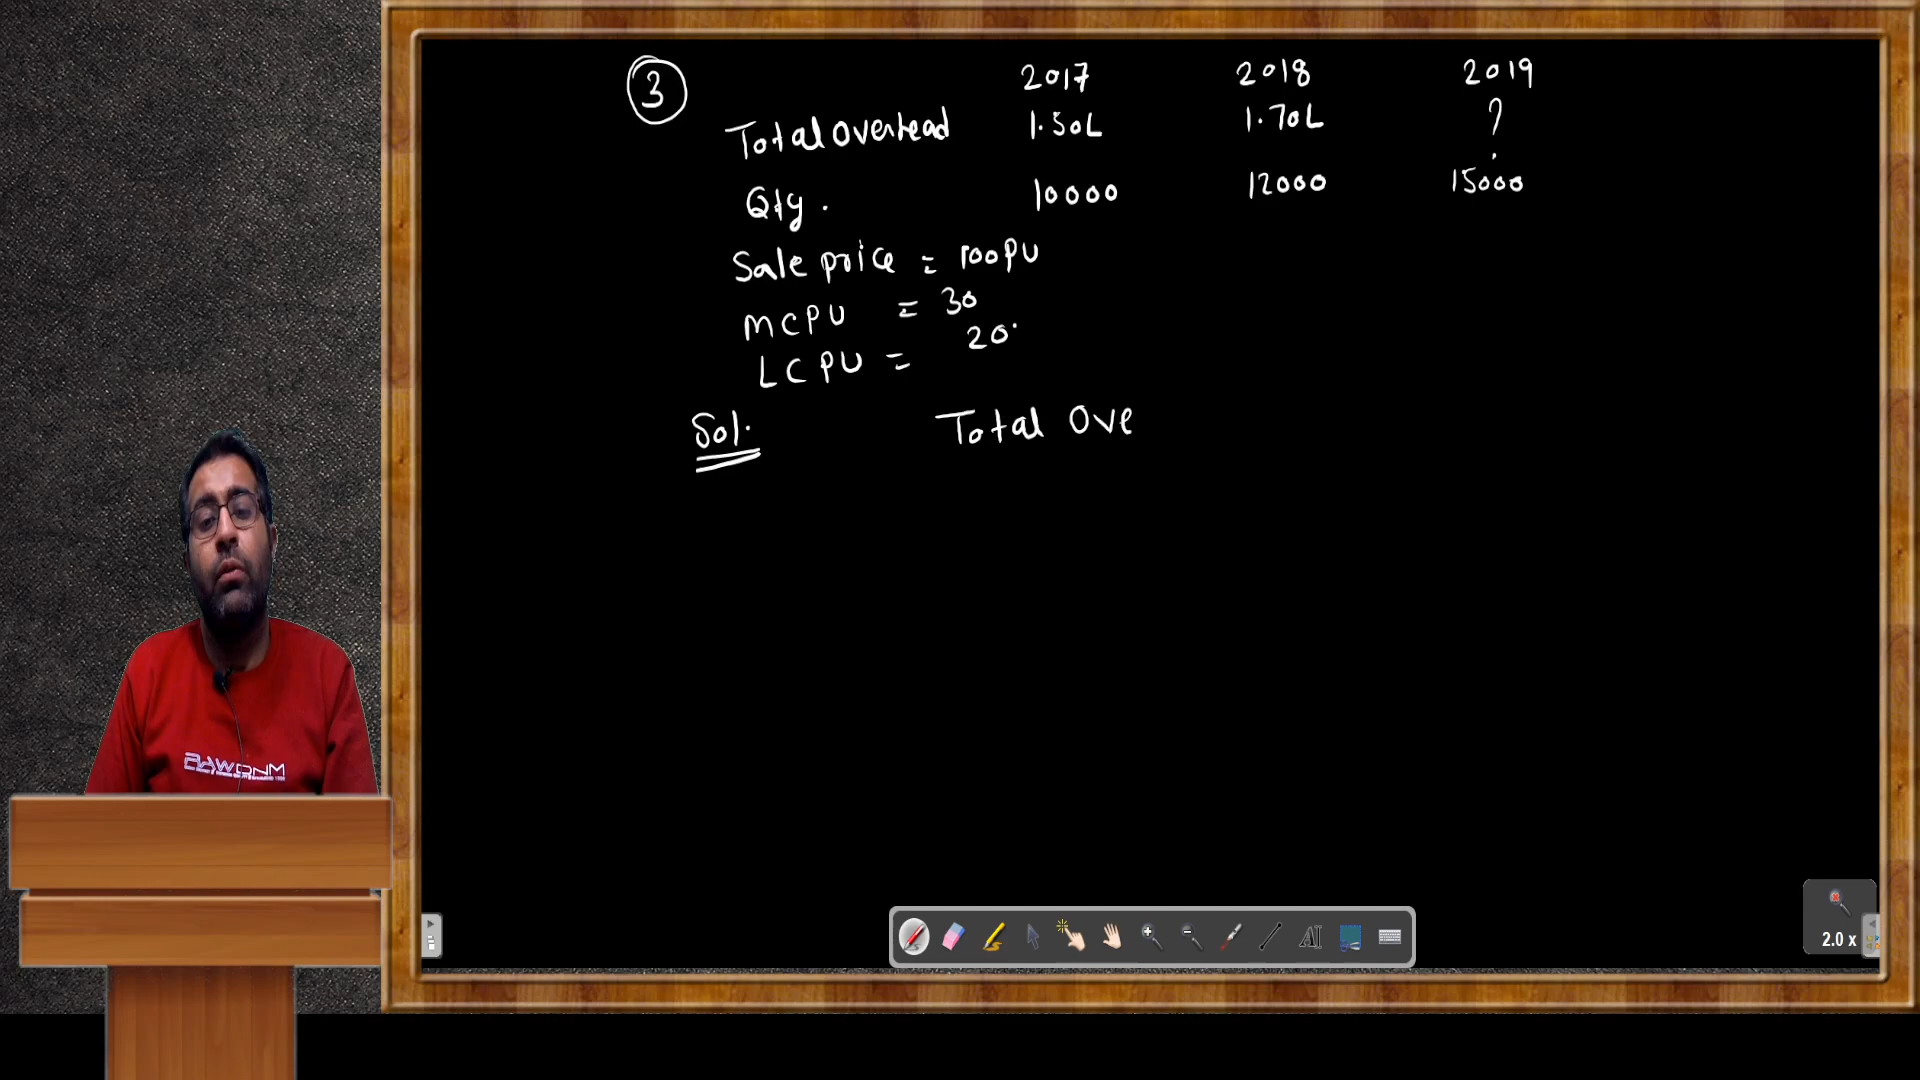 3 2017 2018 2019
Total overhead 1.50L 1.70L ?
Qty. 10000 12000 15000
Sale price = 100PU
MCPU = 30
LCPU = 20.
Sol. Total Ove
AI
2.0 x